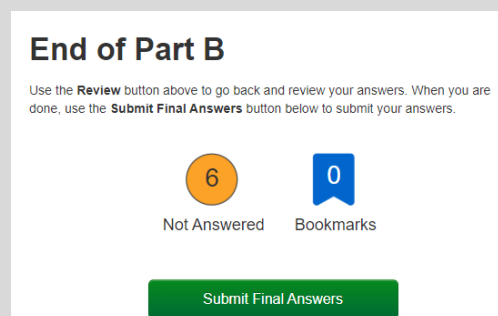 End of Part B
Use the Review button above to go back and review your answers. When you are
done, use the Submit Final Answers button below to submit your answers.
6
0
Not Answered
Bookmarks
Submit Final Answers